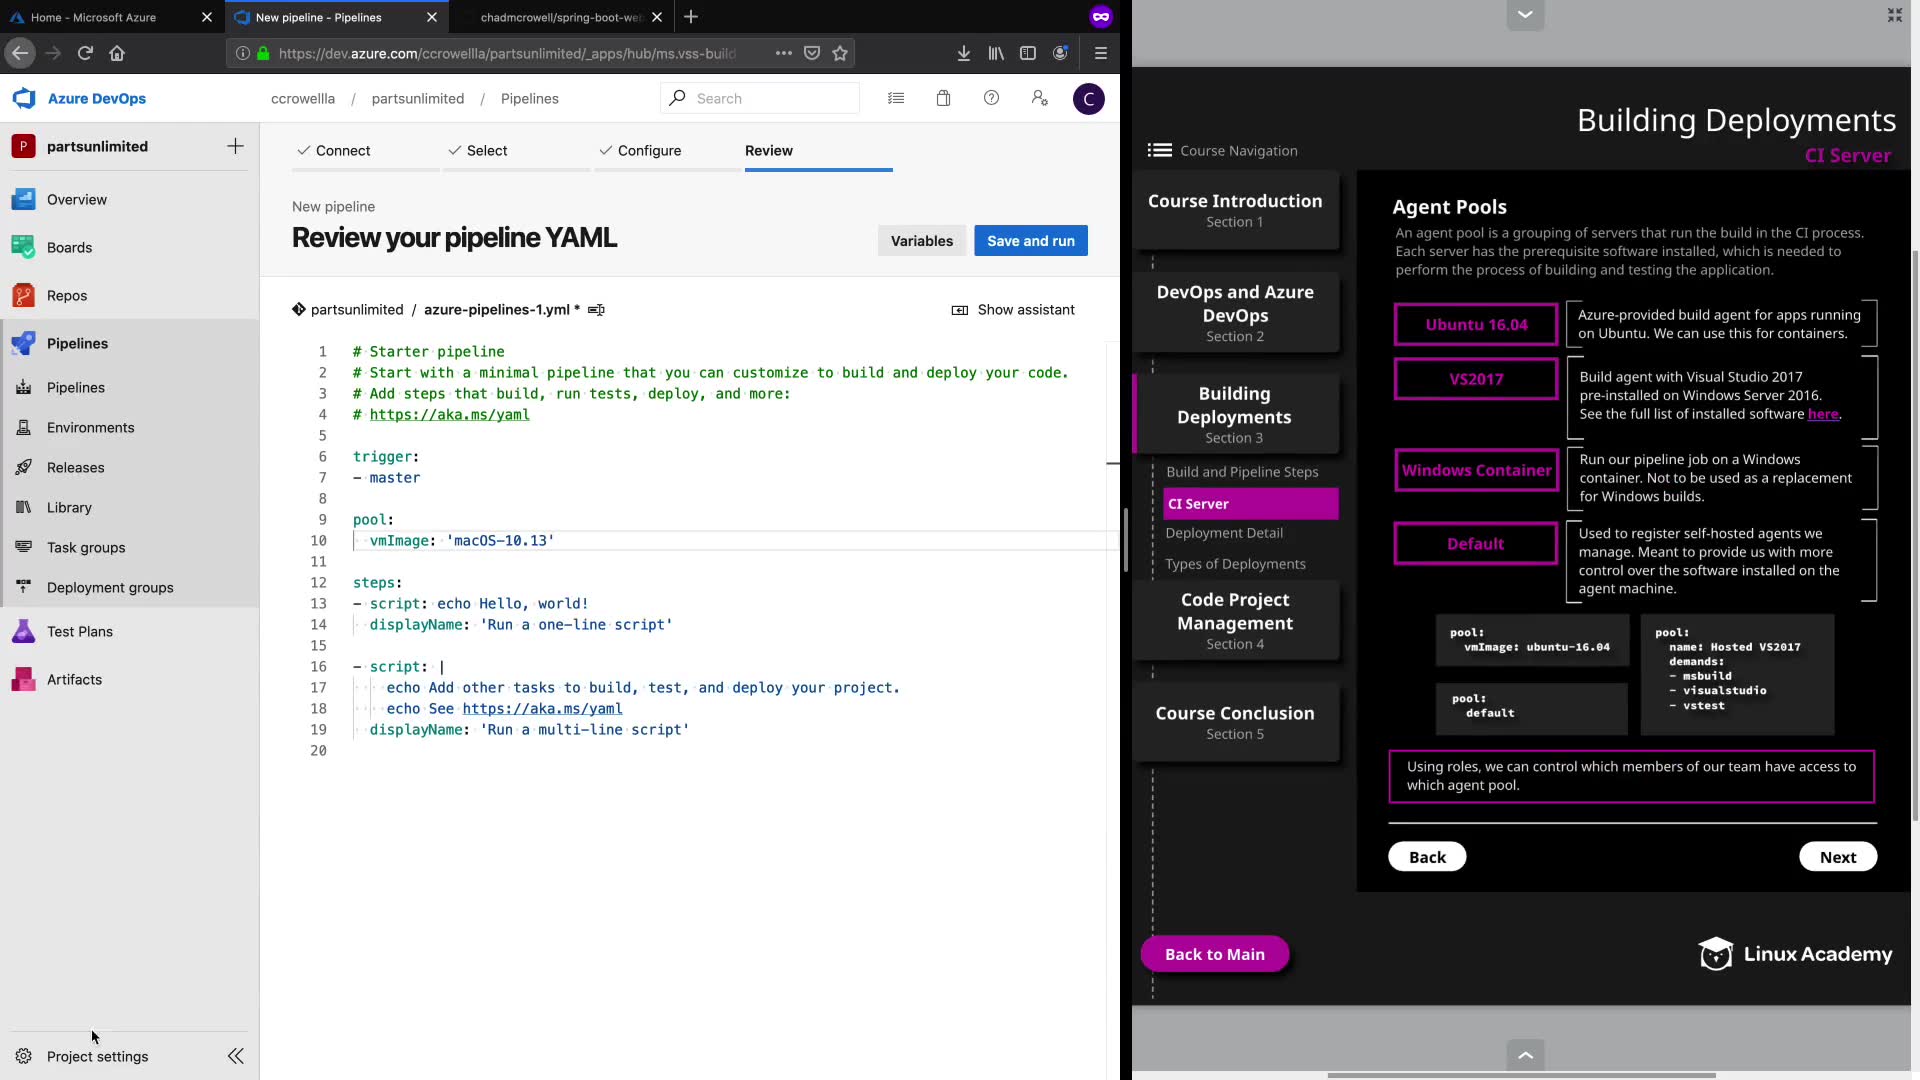 Home - Microsoft Azure
New pipeline - Pipelines
chadmcrowell/spring-boot-we
https://dev.azure.com/ccrowellla/partsunlimited/_apps/hub/ms.vss-build
Azure DevOps
ccrowellla / partsunlimited / Pipelines
Search
C
P partsunlimited
Overview
Boards
Repos
Pipelines
Pipelines
Environments
Releases
Library
Task groups
Deployment groups
Test Plans
Artifacts
Project settings
Connect
Select
Configure
Review
New pipeline
Review your pipeline YAML
Variables
Save and run
partsunlimited / azure-pipelines-1.yml *
Show assistant
1 # Starter pipeline
2 # Start with a minimal pipeline that you can customize to build and deploy your code.
3 # Add steps that build, run tests, deploy, and more:
4 # https://aka.ms/yaml
5
6 trigger:
7 - master
8
9 pool:
10 vmImage: 'macOS-10.13'
11
12 steps:
13 - script: echo Hello, world!
14 displayName: 'Run a one-line script'
15
16 - script: |
17 echo Add other tasks to build, test, and deploy your project.
18 echo See https://aka.ms/yaml
19 displayName: 'Run a multi-line script'
20
Building Deployments
CI Server
Course Navigation
Course Introduction
Section 1
DevOps and Azure
DevOps
Section 2
Building
Deployments
Section 3
Build and Pipeline Steps
CI Server
Deployment Detail
Types of Deployments
Code Project
Management
Section 4
Course Conclusion
Section 5
Back to Main
Agent Pools
An agent pool is a grouping of servers that run the build in the CI process.
Each server has the prerequisite software installed, which is needed to
perform the process of building and testing the application.
Ubuntu 16.04
Azure-provided build agent for apps running
on Ubuntu. We can use this for containers.
VS2017
Build agent with Visual Studio 2017
pre-installed on Windows Server 2016.
See the full list of installed software here.
Windows Container
Run our pipeline job on a Windows
container. Not to be used as a replacement
for Windows builds.
Default
Used to register self-hosted agents we
manage. Meant to provide us with more
control over the software installed on the
agent machine.
pool:
vmImage: ubuntu-16.04
pool:
default
pool:
name: Hosted VS2017
demands:
- msbuild
- visualstudio
- vstest
Using roles, we can control which members of our team have access to
which agent pool.
Back
Next
Linux Academy